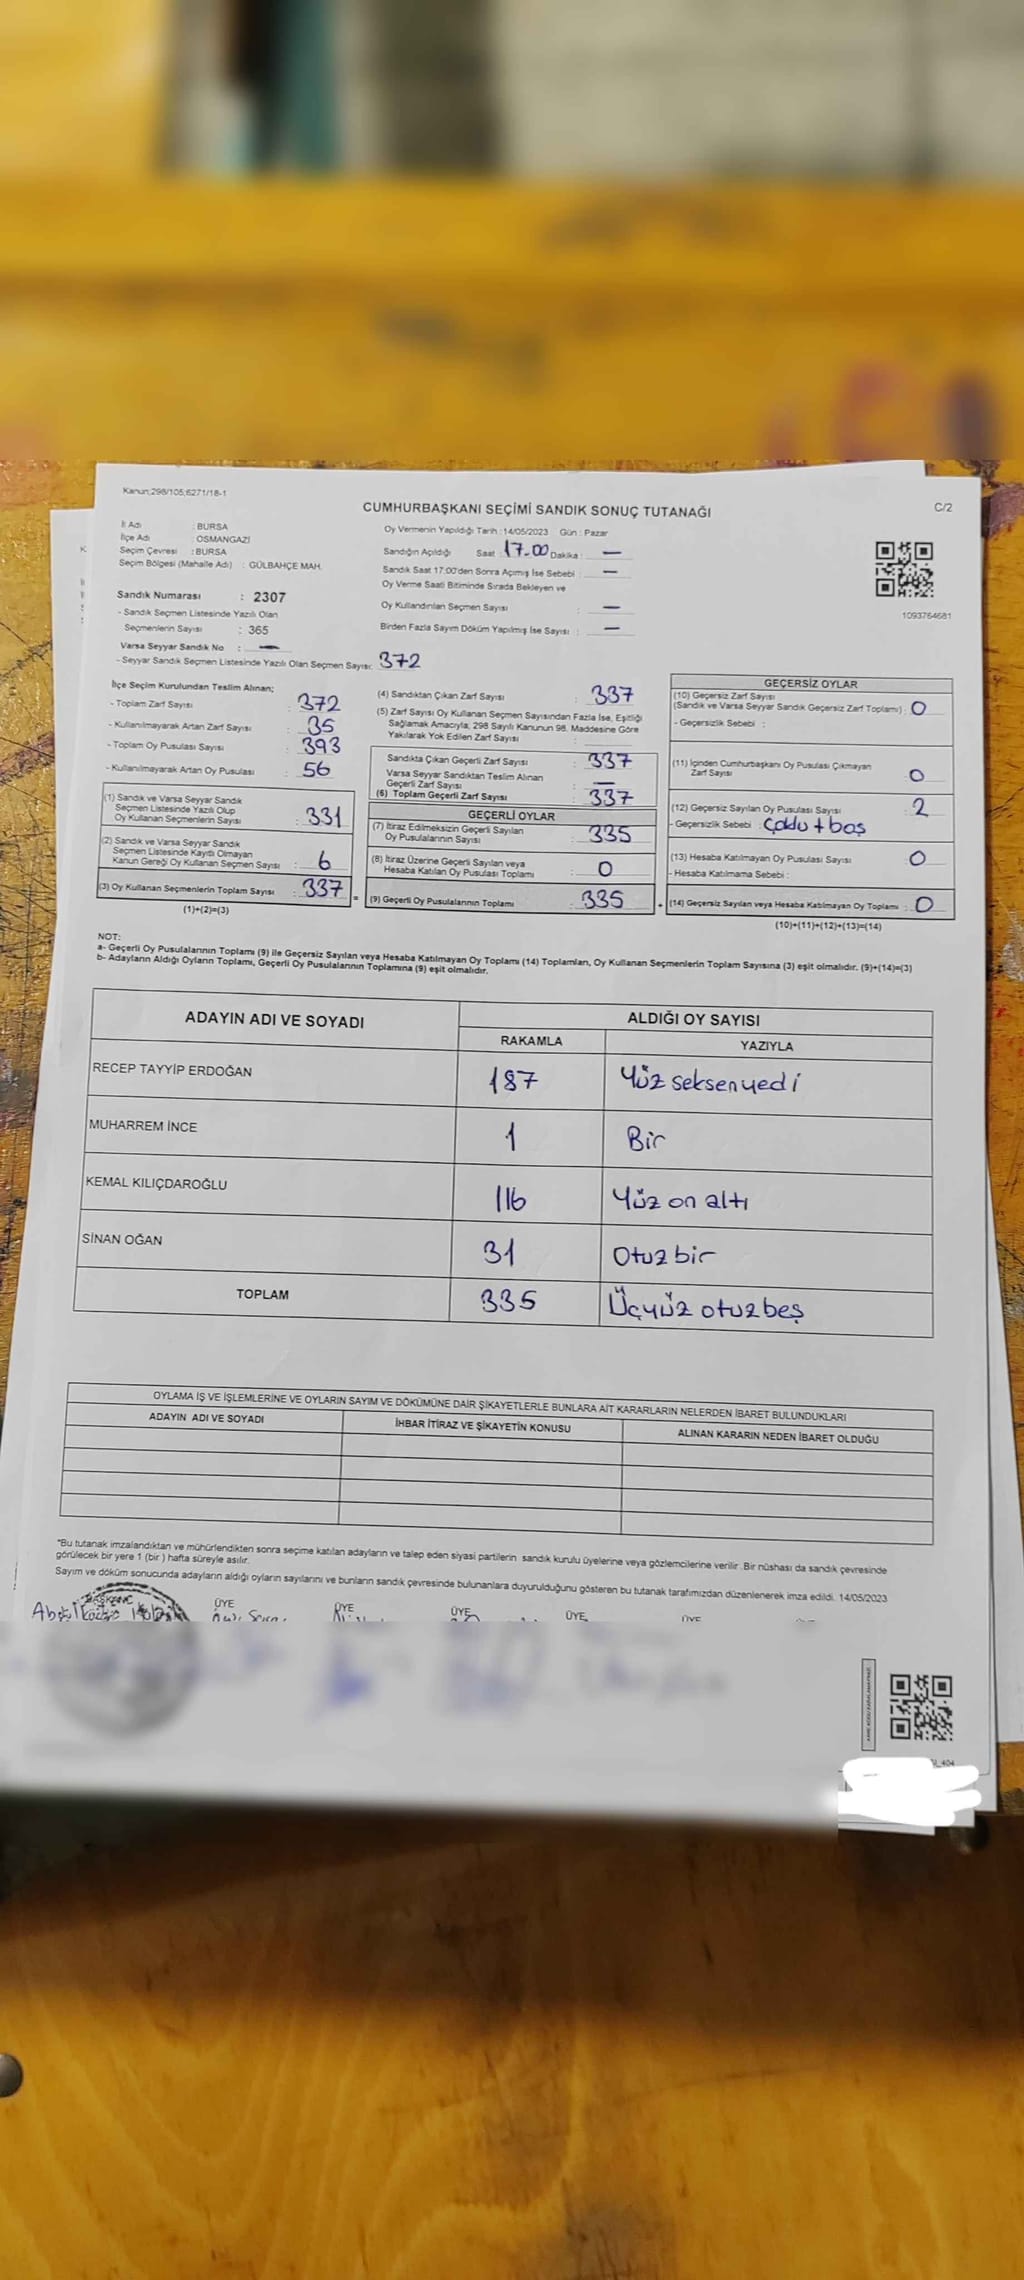 Kanun;298/105;6271/18-1
CUMHURBAŞKANI SEÇİMİ SANDIK SONUÇ TUTANAĞI
C/2
İl Adı : BURSA
İlçe Adı : OSMANGAZİ
Seçim Çevresi : BURSA
Seçim Bölgesi (Mahalle Adı) : GÜLBAHÇE MAH.
Sandık Numarası : 2307
- Sandık Seçmen Listesinde Yazılı Olan
Seçmenlerin Sayısı : 365
Varsa Seyyar Sandık No : —
- Seyyar Sandık Seçmen Listesinde Yazılı Olan Seçmen Sayısı: 372
Oy Vermenin Yapıldığı Tarih : 14/05/2023 Gün : Pazar
Sandığın Açıldığı Saat : 17.00 Dakika : —
Sandık Saat 17:00'den Sonra Açımış İse Sebebi : —
Oy Verme Saati Bitiminde Sırada Bekleyen ve
Oy Kullandırılan Seçmen Sayısı : —
Birden Fazla Sayım Döküm Yapılmış İse Sayısı : —
1093764681
İlçe Seçim Kurulundan Teslim Alınan;
- Toplam Zarf Sayısı : 372
- Kullanılmayarak Artan Zarf Sayısı : 35
- Toplam Oy Pusulası Sayısı : 393
- Kullanılmayarak Artan Oy Pusulası : 56
(1) Sandık ve Varsa Seyyar Sandık
Seçmen Listesinde Yazılı Olup
Oy Kullanan Seçmenlerin Sayısı : 331
(2) Sandık ve Varsa Seyyar Sandık
Seçmen Listesinde Kayıtlı Olmayan
Kanun Gereği Oy Kullanan Seçmen Sayısı : 6
(3) Oy Kullanan Seçmenlerin Toplam Sayısı : 337
(1)+(2)=(3)
(4) Sandıktan Çıkan Zarf Sayısı : 337
(5) Zarf Sayısı Oy Kullanan Seçmen Sayısından Fazla İse, Eşitliği
Sağlamak Amacıyla, 298 Sayılı Kanunun 98. Maddesine Göre
Yakılarak Yok Edilen Zarf Sayısı :
Sandıkta Çıkan Geçerli Zarf Sayısı : 337
Varsa Seyyar Sandıktan Teslim Alınan
Geçerli Zarf Sayısı : —
(6) Toplam Geçerli Zarf Sayısı : 337
GEÇERLİ OYLAR
(7) İtiraz Edilmeksizin Geçerli Sayılan
Oy Pusulalarının Sayısı : 335
(8) İtiraz Üzerine Geçerli Sayılan veya
Hesaba Katılan Oy Pusulası Toplamı : 0
= (9) Geçerli Oy Pusulalarının Toplamı : 335
GEÇERSİZ OYLAR
(10) Geçersiz Zarf Sayısı
(Sandık ve Varsa Seyyar Sandık Geçersiz Zarf Toplamı) : 0
- Geçersizlik Sebebi :
(11) İçinden Cumhurbaşkanı Oy Pusulası Çıkmayan
Zarf Sayısı : 0
(12) Geçersiz Sayılan Oy Pusulası Sayısı : 2
- Geçersizlik Sebebi : Çoklu + boş
(13) Hesaba Katılmayan Oy Pusulası Sayısı : 0
- Hesaba Katılmama Sebebi :
+ (14) Geçersiz Sayılan veya Hesaba Katılmayan Oy Toplamı : 0
(10)+(11)+(12)+(13)=(14)
NOT:
a- Geçerli Oy Pusulalarının Toplamı (9) ile Geçersiz Sayılan veya Hesaba Katılmayan Oy Toplamı (14) Toplamları, Oy Kullanan Seçmenlerin Toplam Sayısına (3) eşit olmalıdır. (9)+(14)=(3)
b- Adayların Aldığı Oyların Toplamı, Geçerli Oy Pusulalarının Toplamına (9) eşit olmalıdır.
ADAYIN ADI VE SOYADI ALDIĞI OY SAYISI
RAKAMLA YAZIYLA
RECEP TAYYİP ERDOĞAN 187 Yüz seksen yedi
MUHARREM İNCE 1 Bir
KEMAL KILIÇDAROĞLU 116 Yüz on altı
SİNAN OĞAN 31 Otuz bir
TOPLAM 335 Üçyüz otuz beş
OYLAMA İŞ VE İŞLEMLERİNE VE OYLARIN SAYIM VE DÖKÜMÜNE DAİR ŞİKAYETLERLE BUNLARA AİT KARARLARIN NELERDEN İBARET BULUNDUKLARI
ADAYIN ADI VE SOYADI İHBAR İTİRAZ VE ŞİKAYETİN KONUSU ALINAN KARARIN NEDEN İBARET OLDUĞU
*Bu tutanak imzalandıktan ve mühürlendikten sonra seçime katılan adayların ve talep eden siyasi partilerin sandık kurulu üyelerine veya gözlemcilerine verilir. Bir nüshası da sandık çevresinde
görülecek bir yere 1 (bir ) hafta süreyle asılır.
Sayım ve döküm sonucunda adayların aldığı oyların sayılarını ve bunların sandık çevresinde bulunanlara duyurulduğunu gösteren bu tutanak tarafımızdan düzenlenerek imza edildi. 14/05/2023
BAŞKAN ÜYE ÜYE ÜYE ÜYE ÜYE